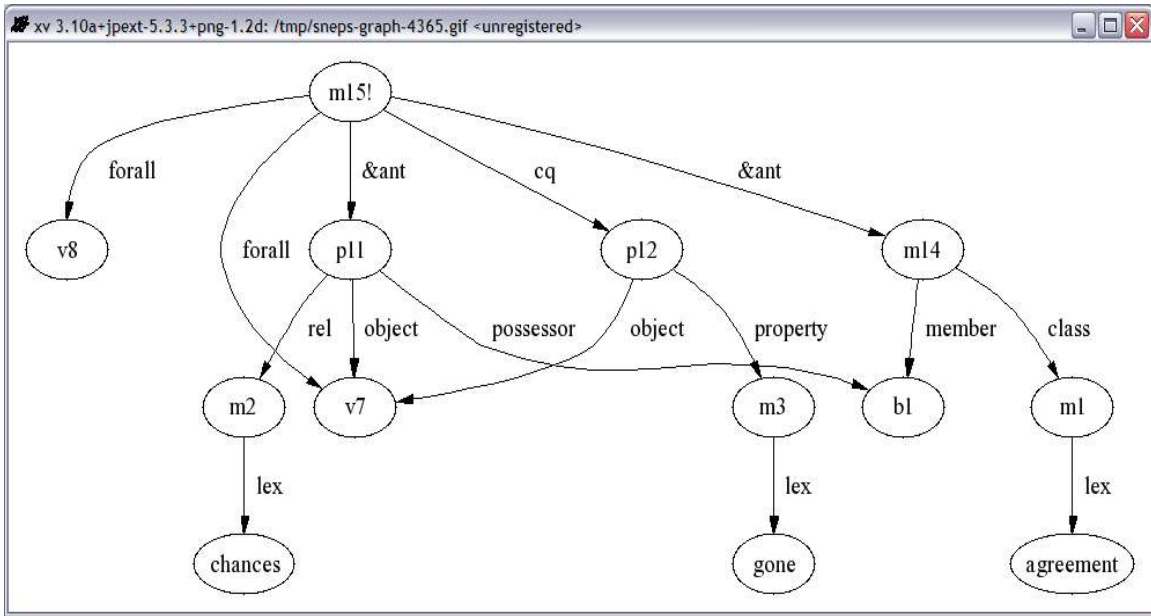 xv 3.10a+jpext-5.3.3+png-1.2d: /tmp/sneps-graph-4365.gif <unregistered>
m15!
forall &ant cq &ant
v8 forall p11 p12 m14
rel object possessor object property member class
m2 v7 m3 b1 m1
lex lex lex
chances gone agreement